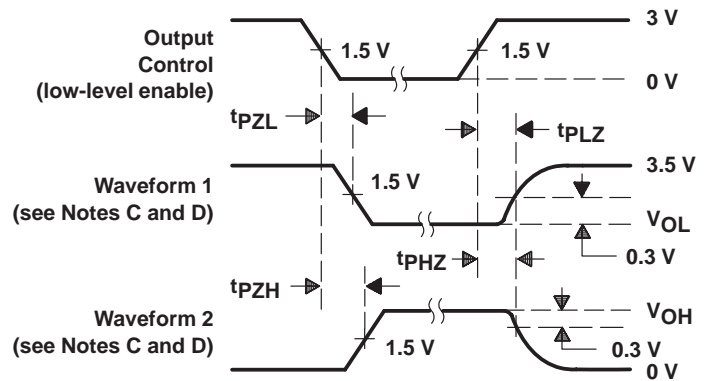 Output
Control
(low-level enable)
1.5 V
1.5 V
3 V
0 V
tPZL
tPLZ
Waveform 1
(see Notes C and D)
1.5 V
3.5 V
VOL
0.3 V
tPHZ
tPZH
Waveform 2
(see Notes C and D)
1.5 V
VOH
0.3 V
0 V